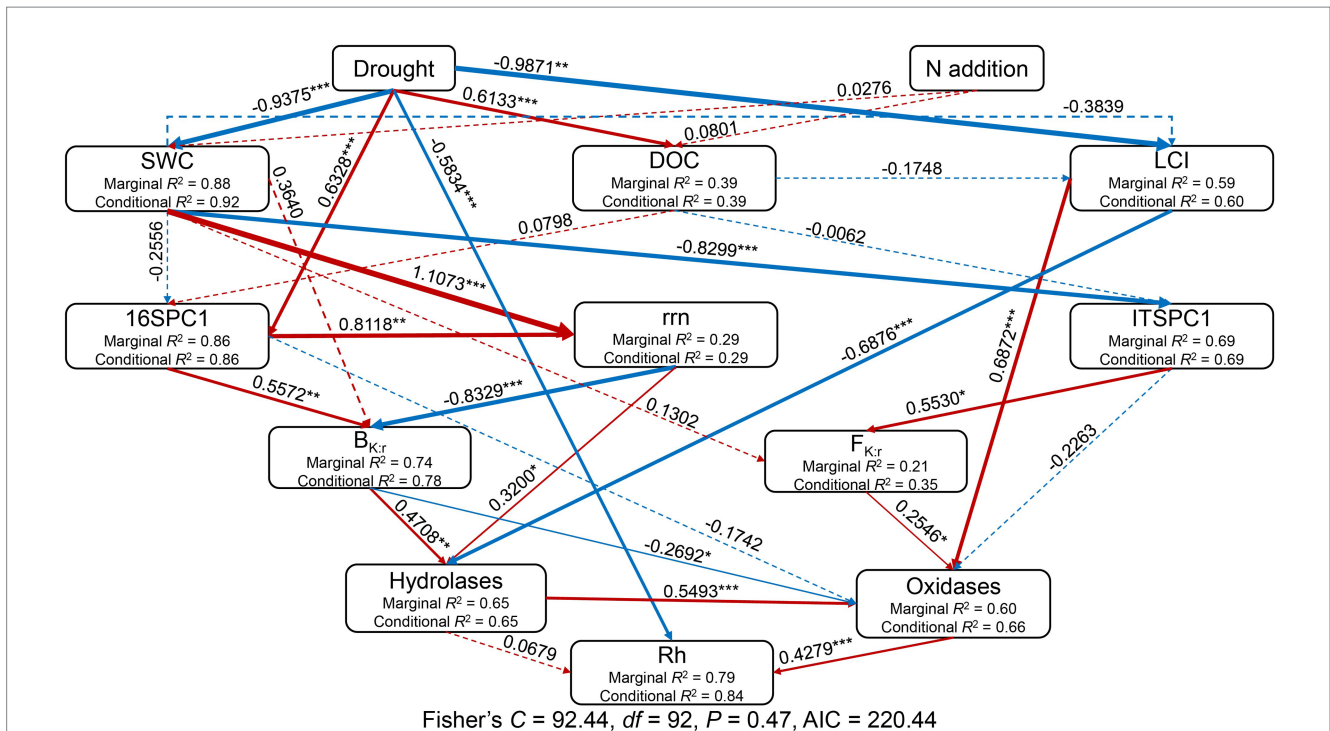 Drought
N addition
-0.9871**
-0.9375***
0.6133***
0.0276
-0.3839
0.0801
SWC
Marginal R² = 0.88
Conditional R² = 0.92
DOC
Marginal R² = 0.39
Conditional R² = 0.39
LCI
Marginal R² = 0.59
Conditional R² = 0.60
0.3640
0.6328***
-0.5834***
-0.1748
-0.2556
0.0798
-0.0062
-0.8299***
1.1073***
16SPC1
Marginal R² = 0.86
Conditional R² = 0.86
0.8118**
rrn
Marginal R² = 0.29
Conditional R² = 0.29
-0.6876***
0.6872***
ITSPC1
Marginal R² = 0.69
Conditional R² = 0.69
0.5572**
-0.8329***
0.1302
0.5530*
-0.2263
B_K:r
Marginal R² = 0.74
Conditional R² = 0.78
F_K:r
Marginal R² = 0.21
Conditional R² = 0.35
0.3200*
0.4708**
-0.2692*
-0.1742
0.2546*
Hydrolases
Marginal R² = 0.65
Conditional R² = 0.65
0.5493***
Oxidases
Marginal R² = 0.60
Conditional R² = 0.66
0.0679
0.4279***
Rh
Marginal R² = 0.79
Conditional R² = 0.84
Fisher's C = 92.44, df = 92, P = 0.47, AIC = 220.44